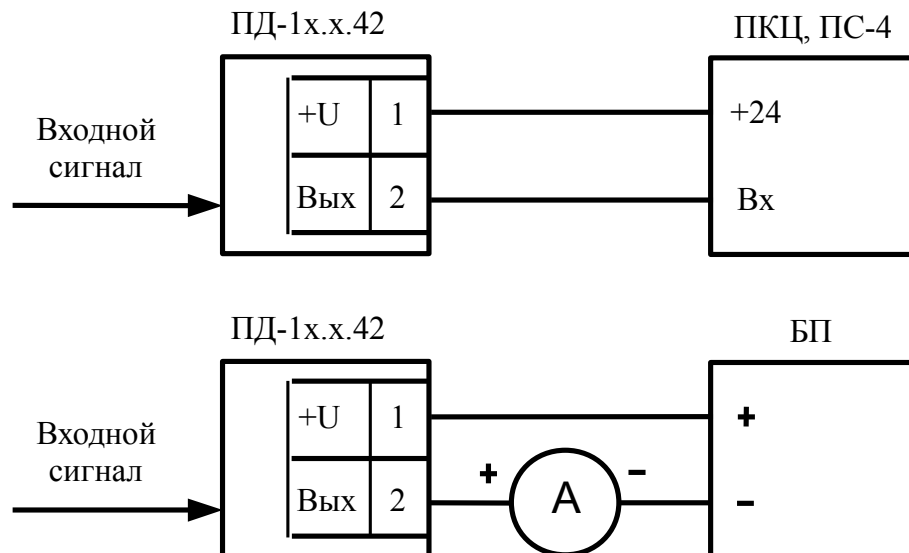 ПД-1х.х.42
ПКЦ, ПС-4
Входной
сигнал
+U 1
+24
Вых 2
Вх
ПД-1х.х.42
БП
Входной
сигнал
+U 1
+
+ А −
Вых 2
−